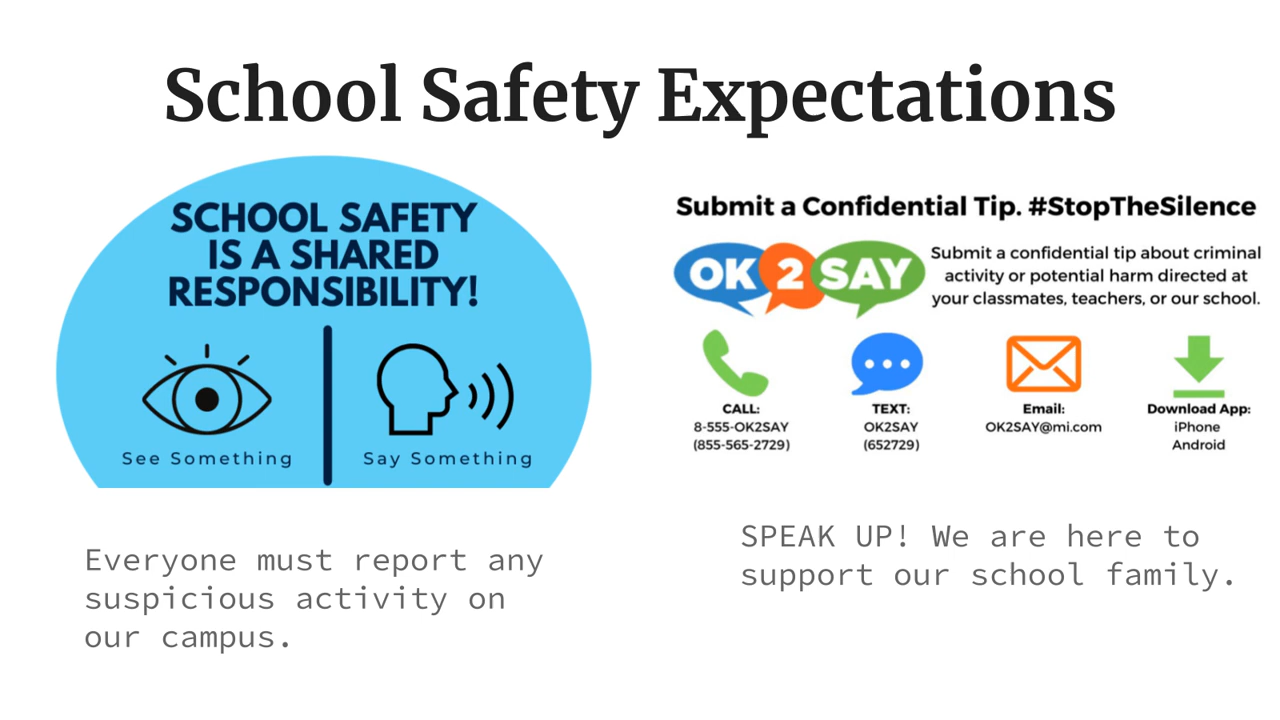 School Safety Expectations
SCHOOL SAFETY
IS A SHARED
RESPONSIBILITY!
See Something
Say Something
Everyone must report any
suspicious activity on
our campus.
Submit a Confidential Tip. #StopTheSilence
OK 2 SAY
Submit a confidential tip about criminal
activity or potential harm directed at
your classmates, teachers, or our school.
CALL:
8-555-OK2SAY
(855-565-2729)
TEXT:
OK2SAY
(652729)
Email:
OK2SAY@mi.com
Download App:
iPhone
Android
SPEAK UP! We are here to
support our school family.